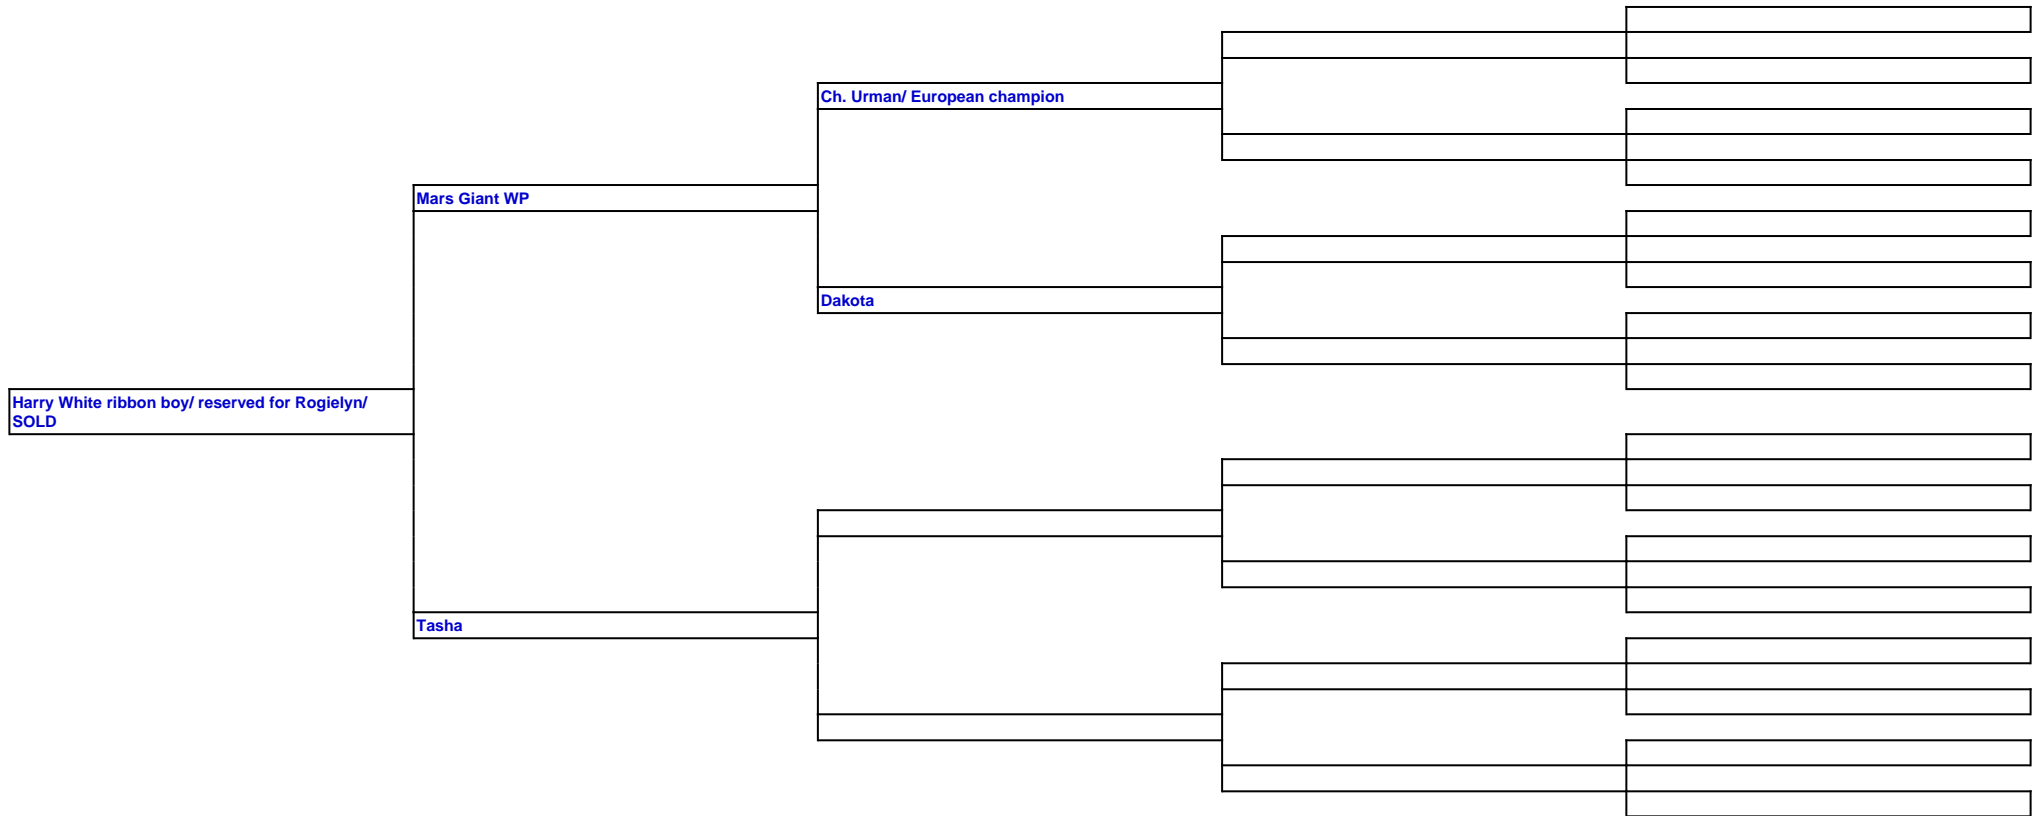 Ch. Urman/ European champion
Mars Giant WP
Dakota
Harry White ribbon boy/ reserved for Rogielyn/
SOLD
Tasha